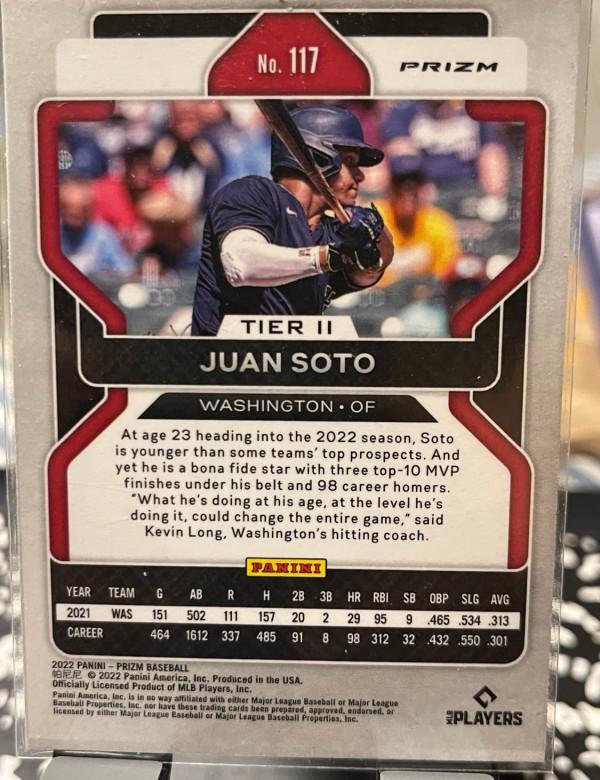 No. 117
PRIZM
TIER II
JUAN SOTO
WASHINGTON • OF
At age 23 heading into the 2022 season, Soto
is younger than some teams' top prospects. And
yet he is a bona fide star with three top-10 MVP
finishes under his belt and 98 career homers.
"What he's doing at his age, at the level he's
doing it, could change the entire game," said
Kevin Long, Washington's hitting coach.
PANINI
YEAR TEAM G AB R H 2B 3B HR RBI SB OBP SLG AVG
2021 WAS 151 502 111 157 20 2 29 95 9 .465 .534 .313
CAREER 464 1612 337 485 91 8 98 312 32 .432 .550 .301
2022 PANINI – PRIZM BASEBALL
帕尼尼 © 2022 Panini America, Inc. Produced in the USA.
Officially Licensed Product of MLB Players, Inc.
Panini America, Inc. is in no way affiliated with either Major League Baseball or Major League
Baseball Properties, Inc. nor have these trading cards been prepared, approved, endorsed, or
licensed by either Major League Baseball or Major League Baseball Properties, Inc.
MLB PLAYERS